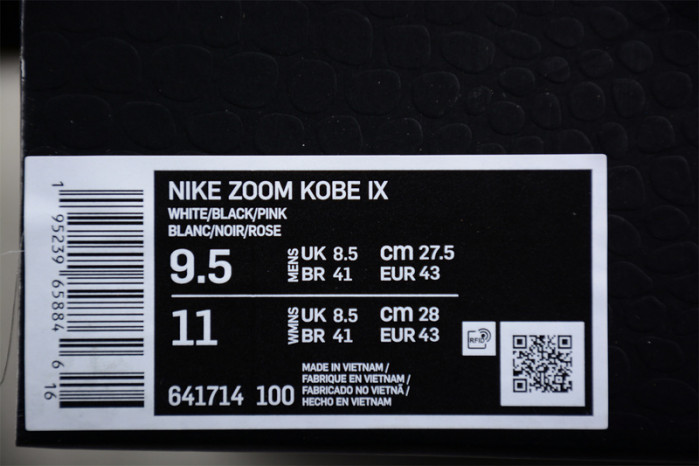 NIKE ZOOM KOBE IX
WHITE/BLACK/PINK
BLANC/NOIR/ROSE
9.5 MENS UK 8.5 cm 27.5
BR 41 EUR 43
11 WMNS UK 8.5 cm 28
BR 41 EUR 43
641714 100
MADE IN VIETNAM /
FABRIQUE EN VIETNAM /
FABRICADO NO VIETNÃ /
HECHO EN VIETNAM
RFID
1 95239 65884 6 16